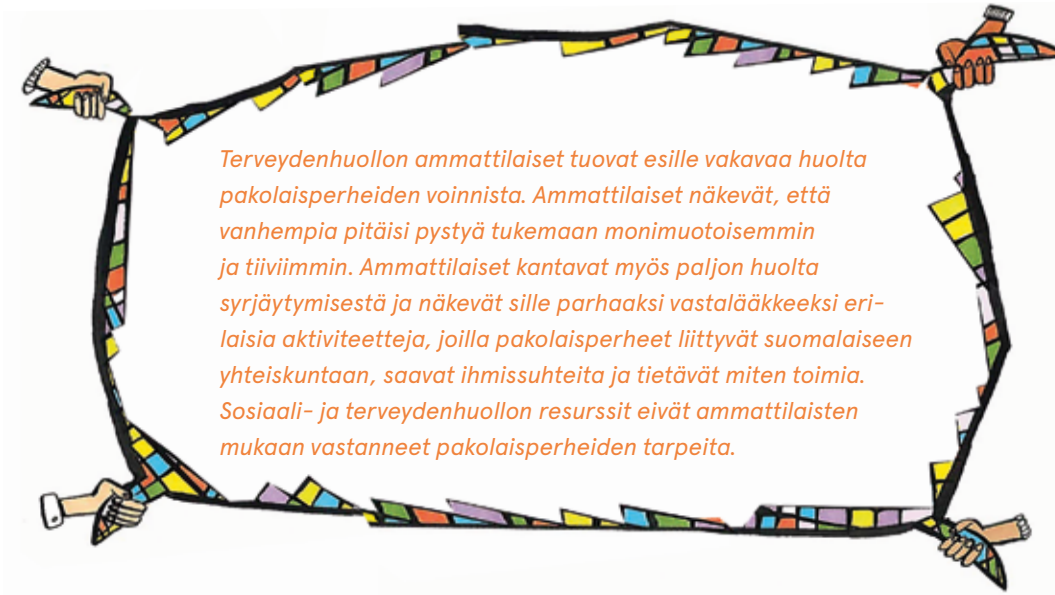 Terveydenhuollon ammattilaiset tuovat esille vakavaa huolta
pakolaisperheiden voinnista. Ammattilaiset näkevät, että
vanhempia pitäisi pystyä tukemaan monimuotoisemmin
ja tiiviimmin. Ammattilaiset kantavat myös paljon huolta
syrjäytymisestä ja näkevät sille parhaaksi vastalääkkeeksi eri-
laisia aktiviteetteja, joilla pakolaisperheet liittyvät suomalaiseen
yhteiskuntaan, saavat ihmissuhteita ja tietävät miten toimia.
Sosiaali- ja terveydenhuollon resurssit eivät ammattilaisten
mukaan vastanneet pakolaisperheiden tarpeita.